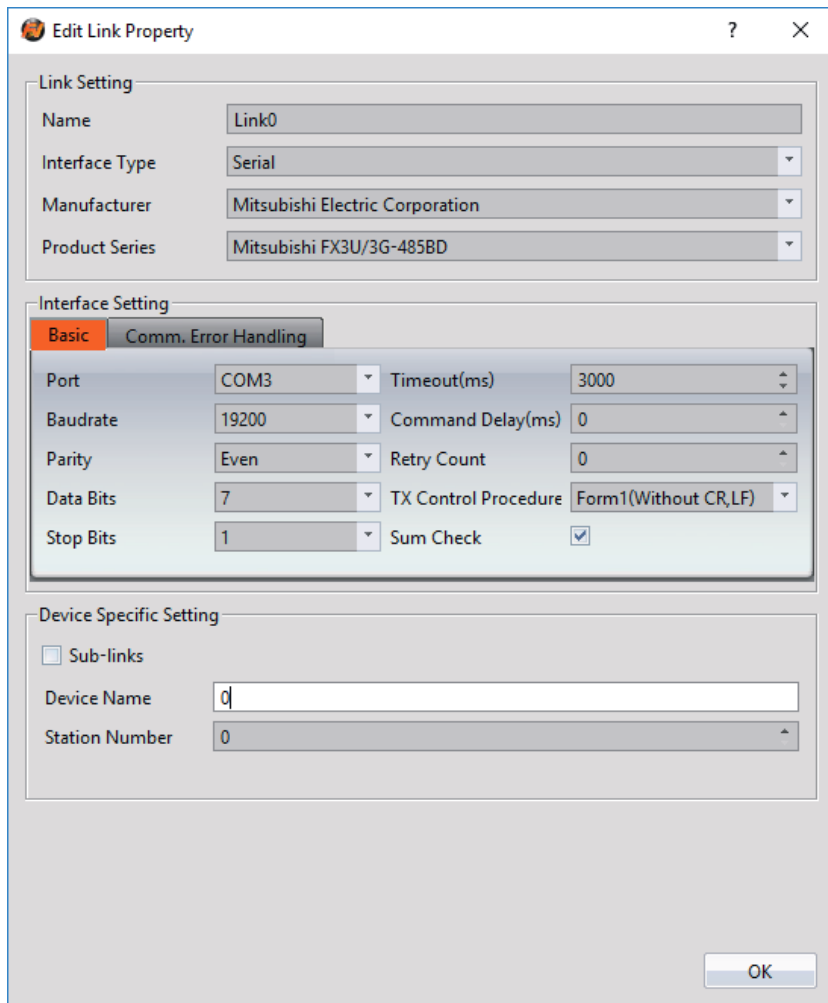 Edit Link Property
?
Link Setting
Name Link0
Interface Type Serial
Manufacturer Mitsubishi Electric Corporation
Product Series Mitsubishi FX3U/3G-485BD
Interface Setting
Basic Comm. Error Handling
Port COM3 Timeout(ms) 3000
Baudrate 19200 Command Delay(ms) 0
Parity Even Retry Count 0
Data Bits 7 TX Control Procedure Form1(Without CR,LF)
Stop Bits 1 Sum Check
Device Specific Setting
Sub-links
Device Name 0
Station Number 0
OK